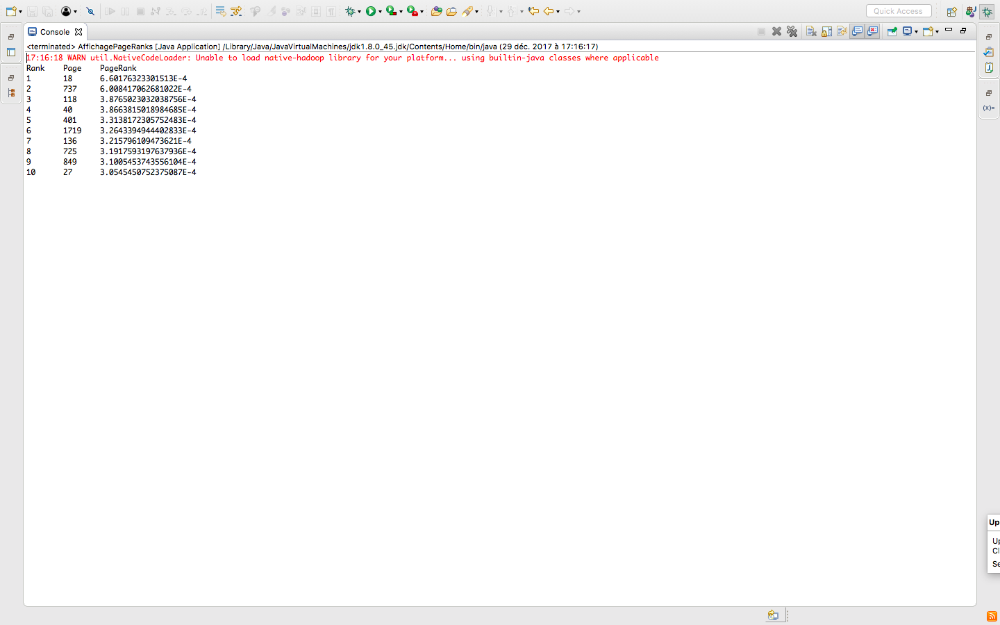 Quick Access
Console
<terminated> AffichagePageRanks [Java Application] /Library/Java/JavaVirtualMachines/jdk1.8.0_45.jdk/Contents/Home/bin/java (29 déc. 2017 à 17:16:17)
17:16:18 WARN util.NativeCodeLoader: Unable to load native-hadoop library for your platform... using builtin-java classes where applicable
Rank Page PageRank
1 18 6.60176323301513E-4
2 737 6.008417062681022E-4
3 118 3.8765023032038756E-4
4 40 3.8663815018984685E-4
5 401 3.3138172305752483E-4
6 1719 3.2643394944402833E-4
7 136 3.215796109473621E-4
8 725 3.1917593197637936E-4
9 849 3.1005453743556104E-4
10 27 3.0545450752375087E-4
(x)=
Up
Up
Cl
Se